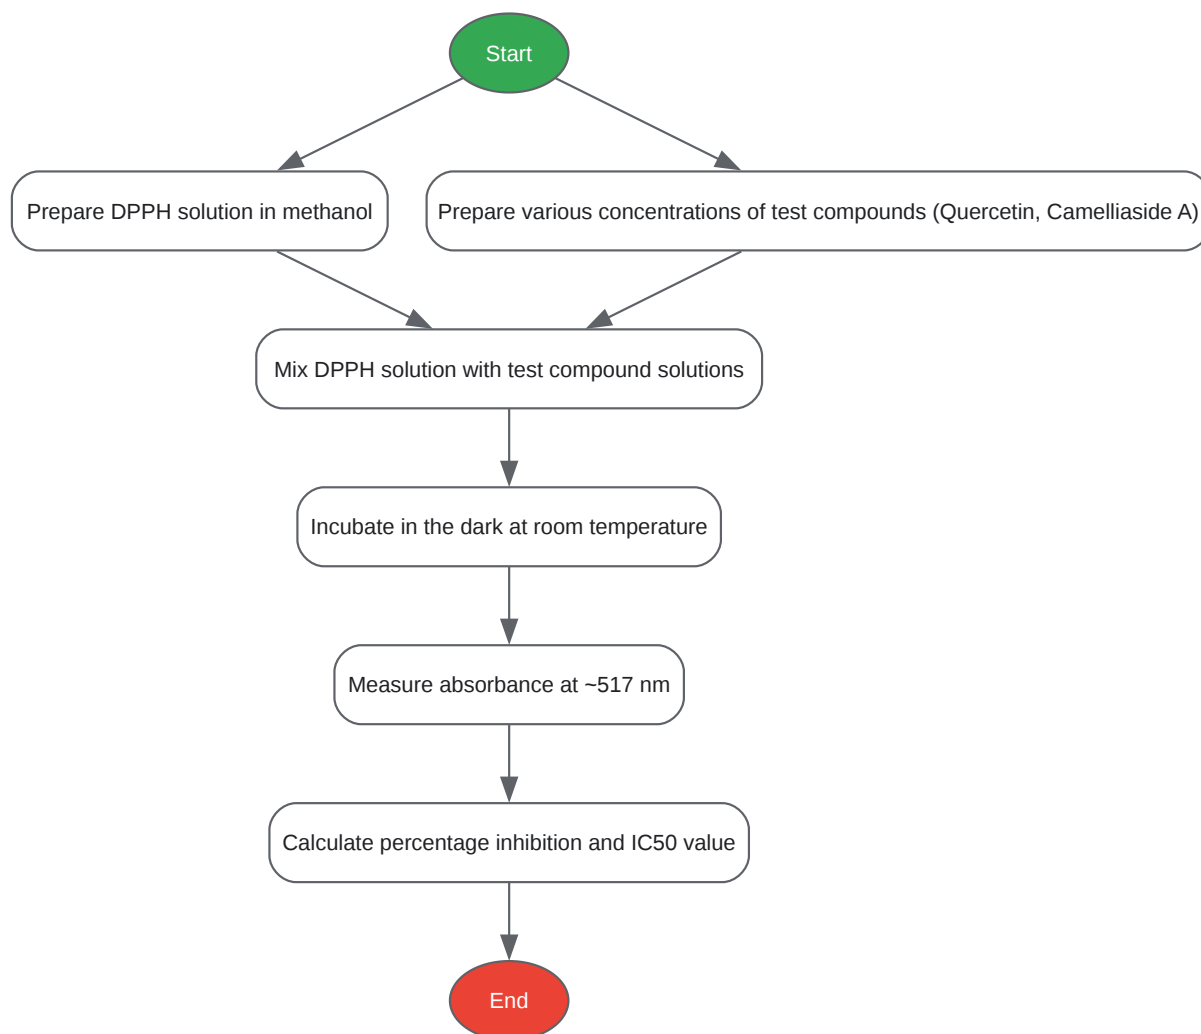 Start
Prepare DPPH solution in methanol
Prepare various concentrations of test compounds (Quercetin, Camelliaside A)
Mix DPPH solution with test compound solutions
Incubate in the dark at room temperature
Measure absorbance at ~517 nm
Calculate percentage inhibition and IC50 value
End